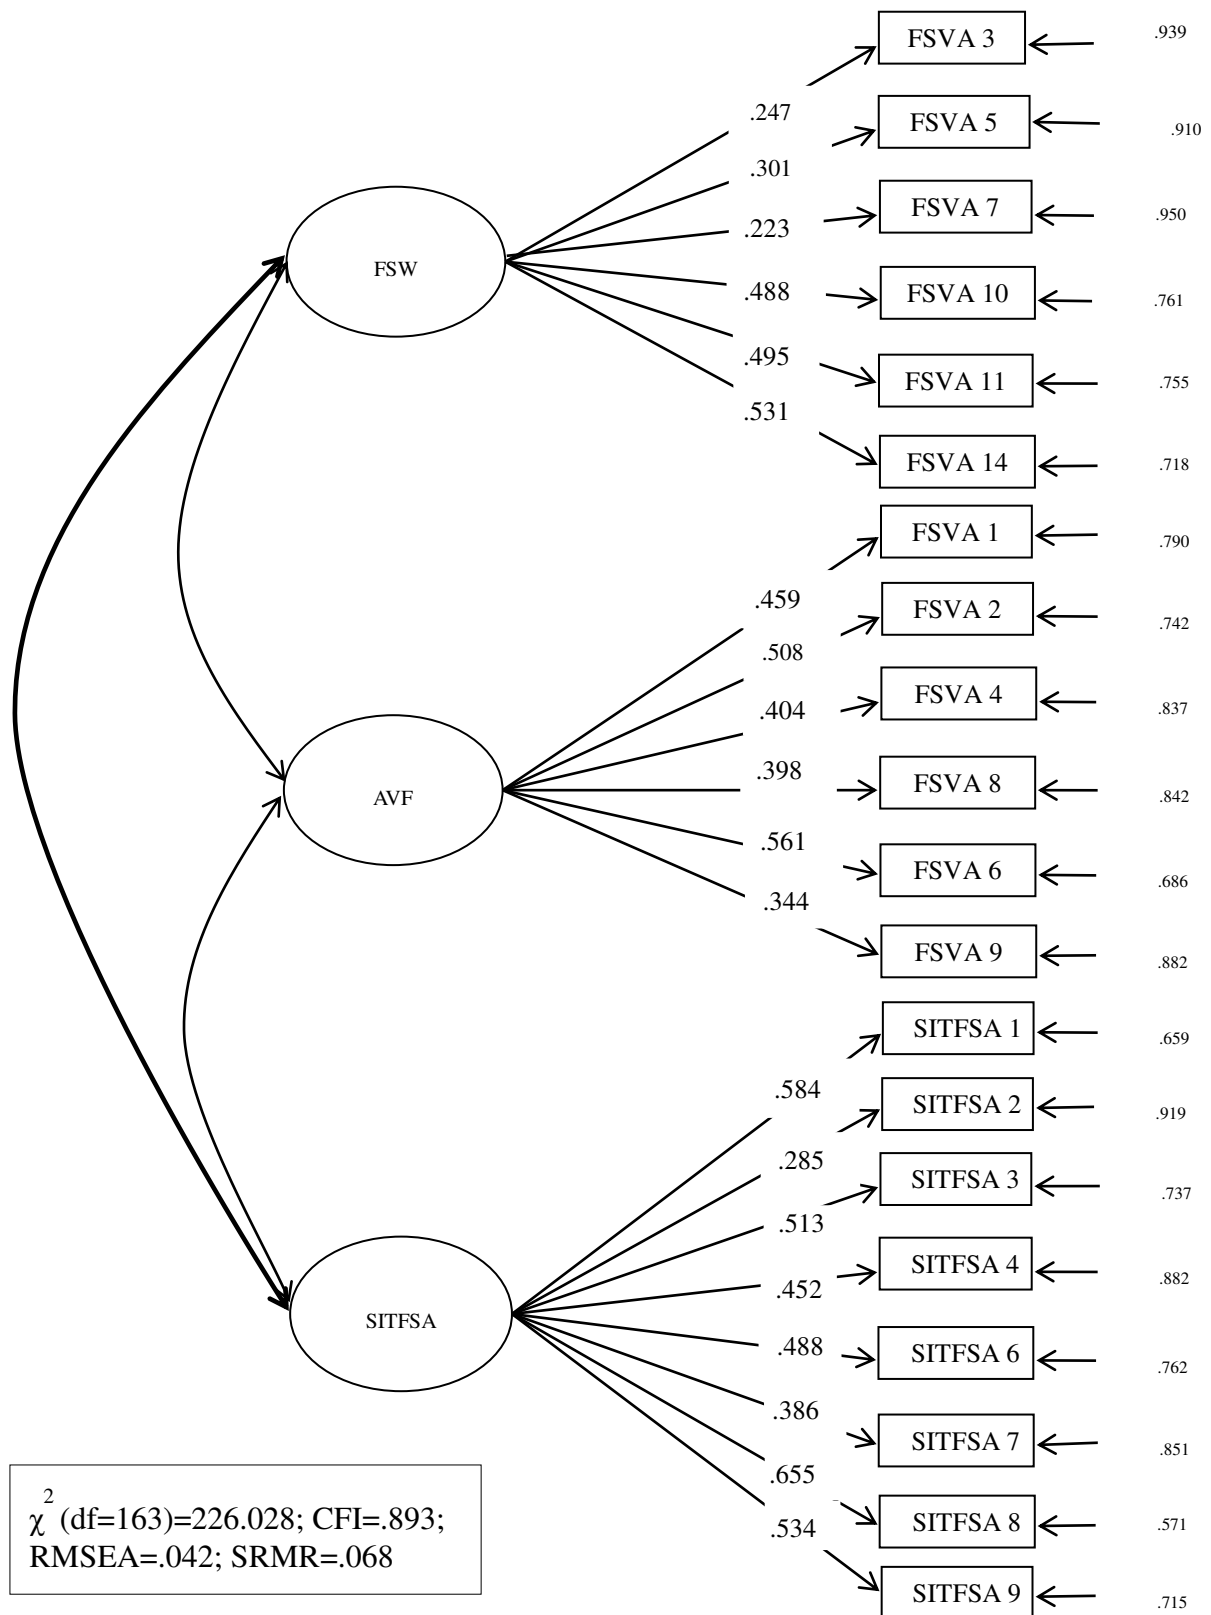 FSVA 3
.939
.247
FSVA 5
.910
.301
FSVA 7
.950
.223
FSW
FSVA 10
.761
.488
FSVA 11
.755
.495
.531
FSVA 14
.718
FSVA 1
.790
.459
FSVA 2
.742
.508
FSVA 4
.837
.404
.398
FSVA 8
.842
AVF
.561
FSVA 6
.686
.344
FSVA 9
.882
SITFSA 1
.659
.584
SITFSA 2
.919
.285
SITFSA 3
.737
.513
SITFSA 4
.882
.452
SITFSA
.488
SITFSA 6
.762
.386
SITFSA 7
.851
.655
SITFSA 8
.571
.534
SITFSA 9
.715
χ² (df=163)=226.028; CFI=.893;
RMSEA=.042; SRMR=.068